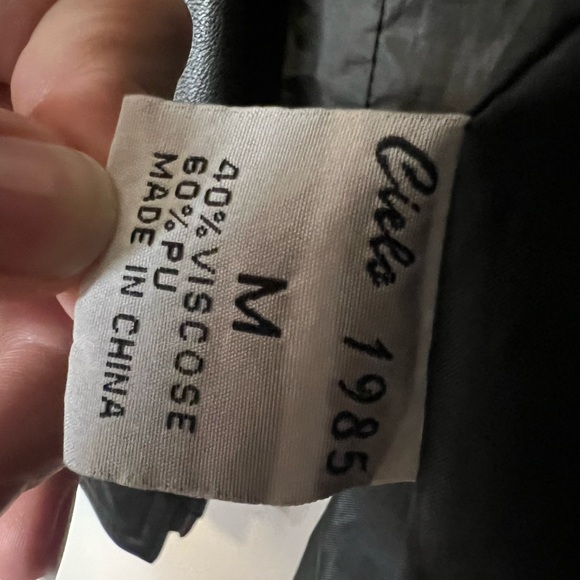 Cielo 1985
M
40% VISCOSE
60% PU
MADE IN CHINA